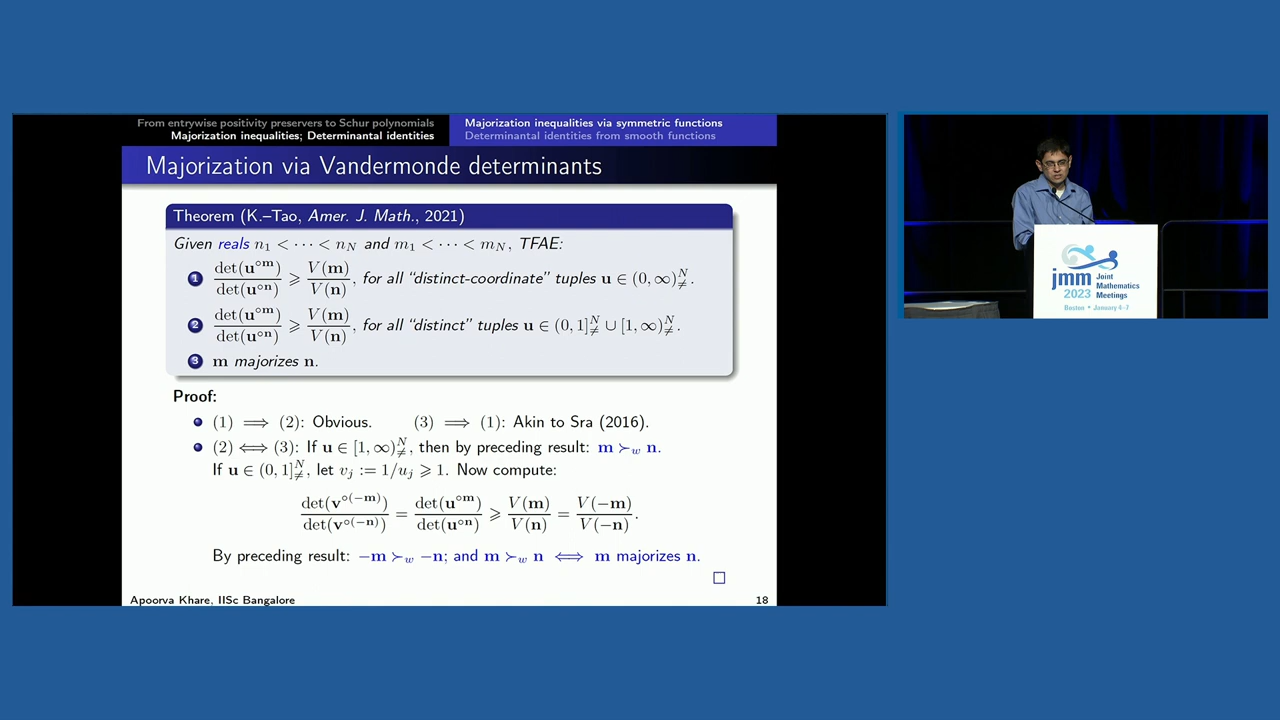 From entrywise positivity preservers to Schur polynomials
Majorization inequalities; Determinantal identities
Majorization inequalities via symmetric functions
Determinantal identities from smooth functions
Majorization via Vandermonde determinants
Theorem (K.–Tao, Amer. J. Math., 2021)
Given reals n₁ < ⋯ < n_N and m₁ < ⋯ < m_N, TFAE:
1 det(u^∘m)/det(u^∘n) ⩾ V(m)/V(n), for all “distinct-coordinate” tuples u ∈ (0, ∞)^N_≠.
2 det(u^∘m)/det(u^∘n) ⩾ V(m)/V(n), for all “distinct” tuples u ∈ (0, 1]^N_≠ ∪ [1, ∞)^N_≠.
3 m majorizes n.
Proof:
(1) ⟹ (2): Obvious. (3) ⟹ (1): Akin to Sra (2016).
(2) ⟺ (3): If u ∈ [1, ∞)^N_≠, then by preceding result: m ≻_w n.
If u ∈ (0, 1]^N_≠, let v_j := 1/u_j ⩾ 1. Now compute:
det(v^∘(−m))/det(v^∘(−n)) = det(u^∘m)/det(u^∘n) ⩾ V(m)/V(n) = V(−m)/V(−n).
By preceding result: −m ≻_w −n; and m ≻_w n ⟺ m majorizes n.
□
Apoorva Khare, IISc Bangalore
18
jmm Joint Mathematics Meetings
2023
Boston • January 4–7